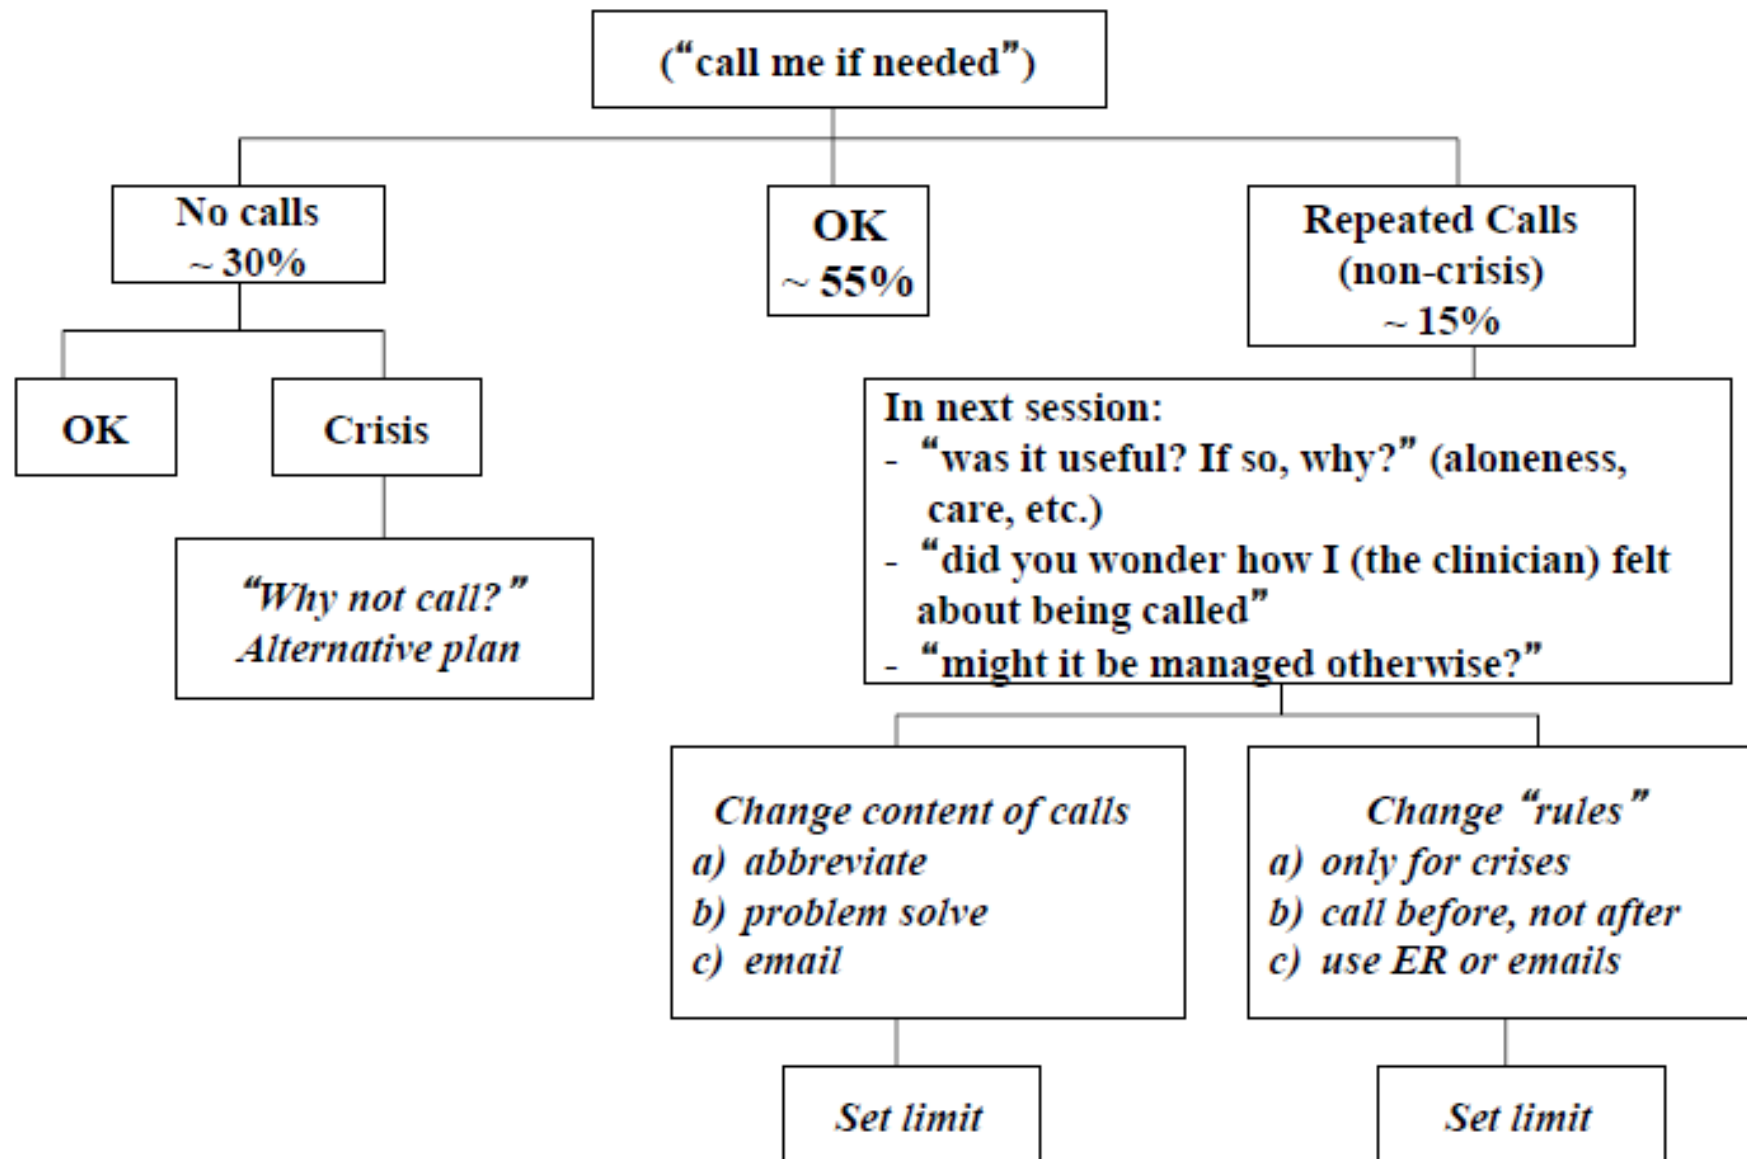 (“call me if needed”)
No calls
~ 30%
OK
~ 55%
Repeated Calls
(non-crisis)
~ 15%
OK
Crisis
“Why not call?”
Alternative plan
In next session:
- “was it useful? If so, why?” (aloneness,
care, etc.)
- “did you wonder how I (the clinician) felt
about being called”
- “might it be managed otherwise?”
Change content of calls
a) abbreviate
b) problem solve
c) email
Change “rules”
a) only for crises
b) call before, not after
c) use ER or emails
Set limit
Set limit